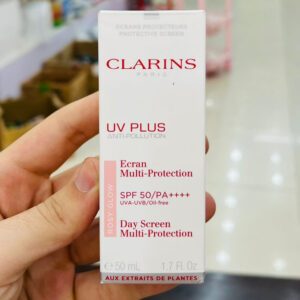 ECRANS PROTECTEURS
PROTECTIVE SCREEN
CLARINS
PARIS
UV PLUS
ANTI-POLLUTION
Ecran
Multi-Protection
SPF 50/PA++++
UVA-UVB/Oil-free
ROSY GLOW
Day Screen
Multi-Protection
e 50 mL 1.7 fl. Oz
AUX EXTRAITS DE PLANTES